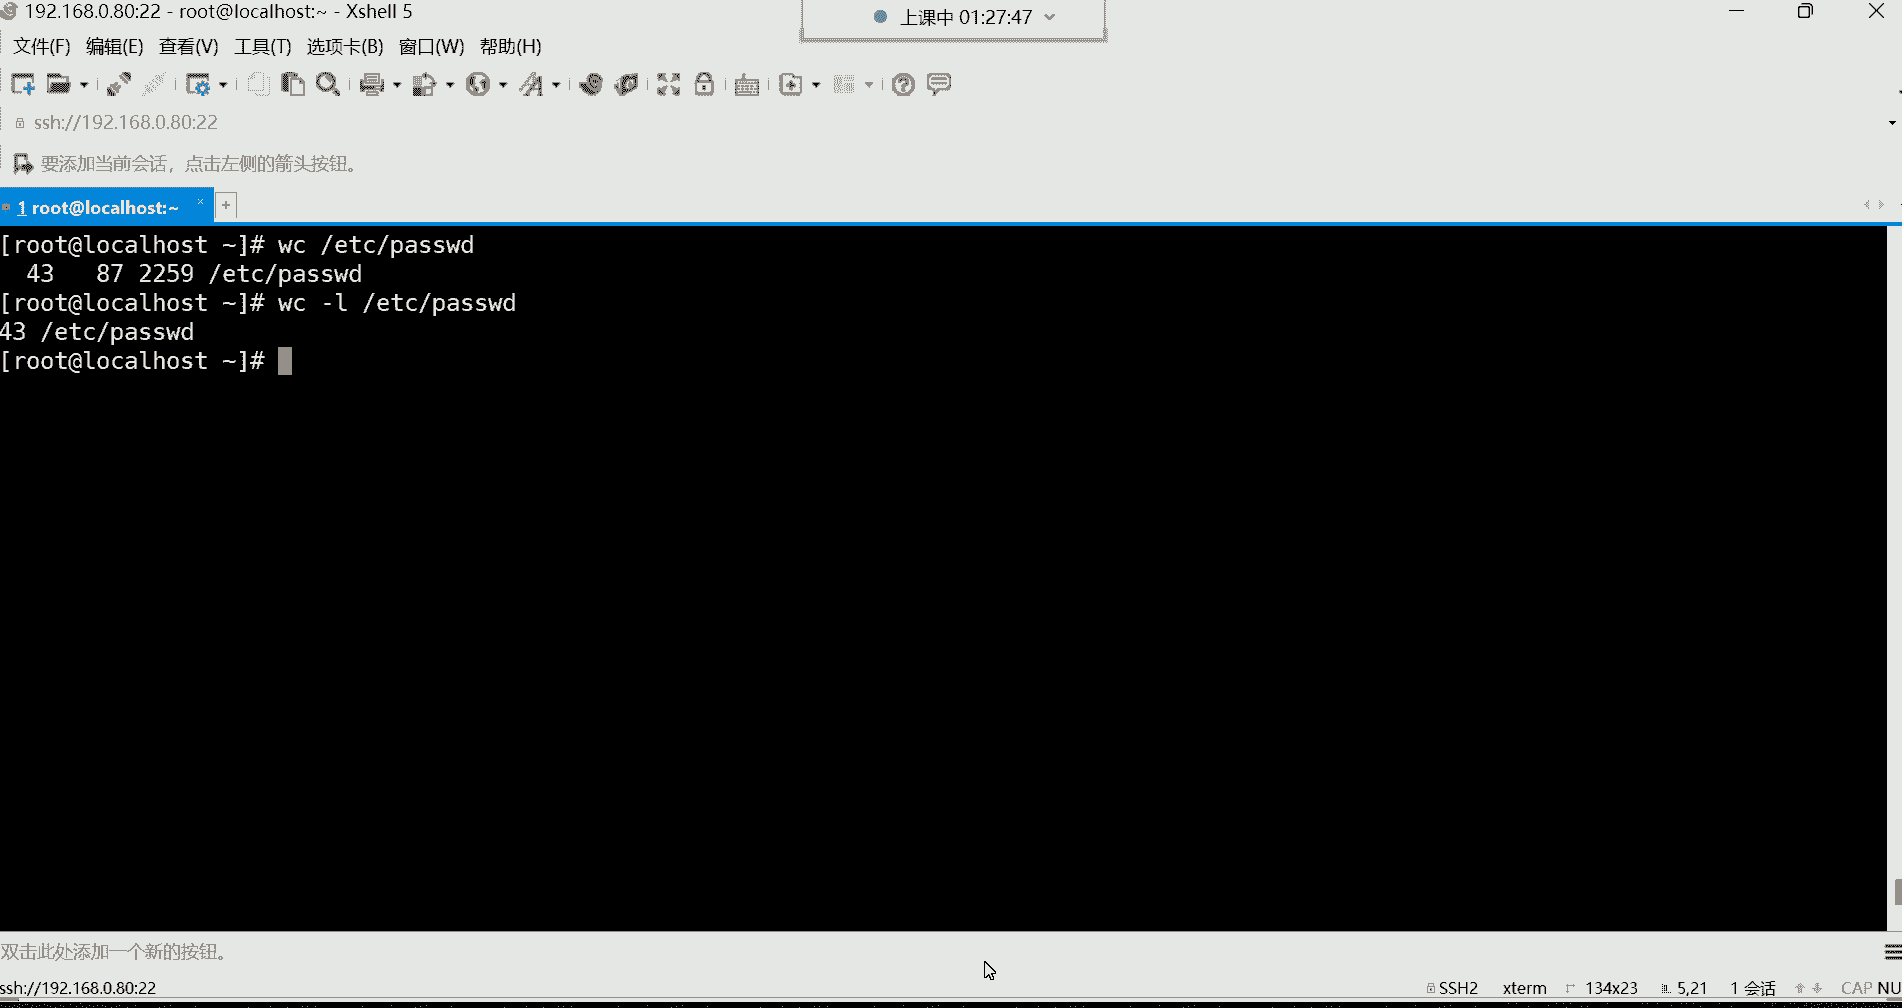 192.168.0.80:22 - root@localhost:~ - Xshell 5
上课中 01:27:47
文件(F) 编辑(E) 查看(V) 工具(T) 选项卡(B) 窗口(W) 帮助(H)
ssh://192.168.0.80:22
要添加当前会话，点击左侧的箭头按钮。
1 root@localhost:~ × +
[root@localhost ~]# wc /etc/passwd
  43   87 2259 /etc/passwd
[root@localhost ~]# wc -l /etc/passwd
43 /etc/passwd
[root@localhost ~]#
双击此处添加一个新的按钮。
ssh://192.168.0.80:22 SSH2 xterm 134x23 5,21 1 会话 CAP NU